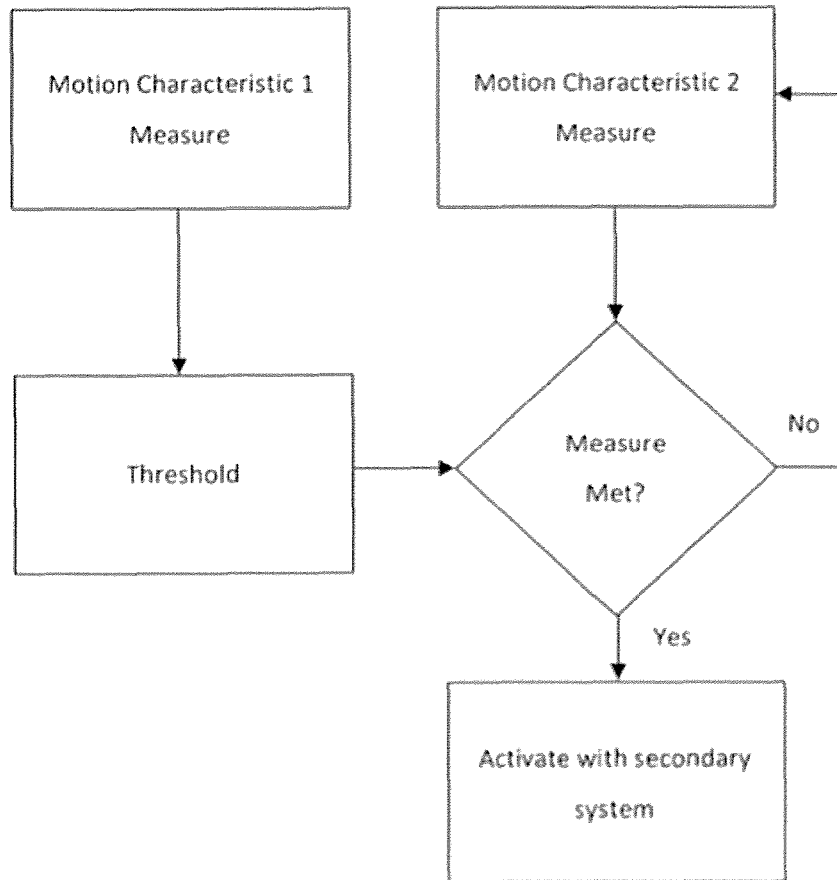 Motion Characteristic 1
Measure
Motion Characteristic 2
Measure
Threshold
Measure
Met?
No
Yes
Activate with secondary
system